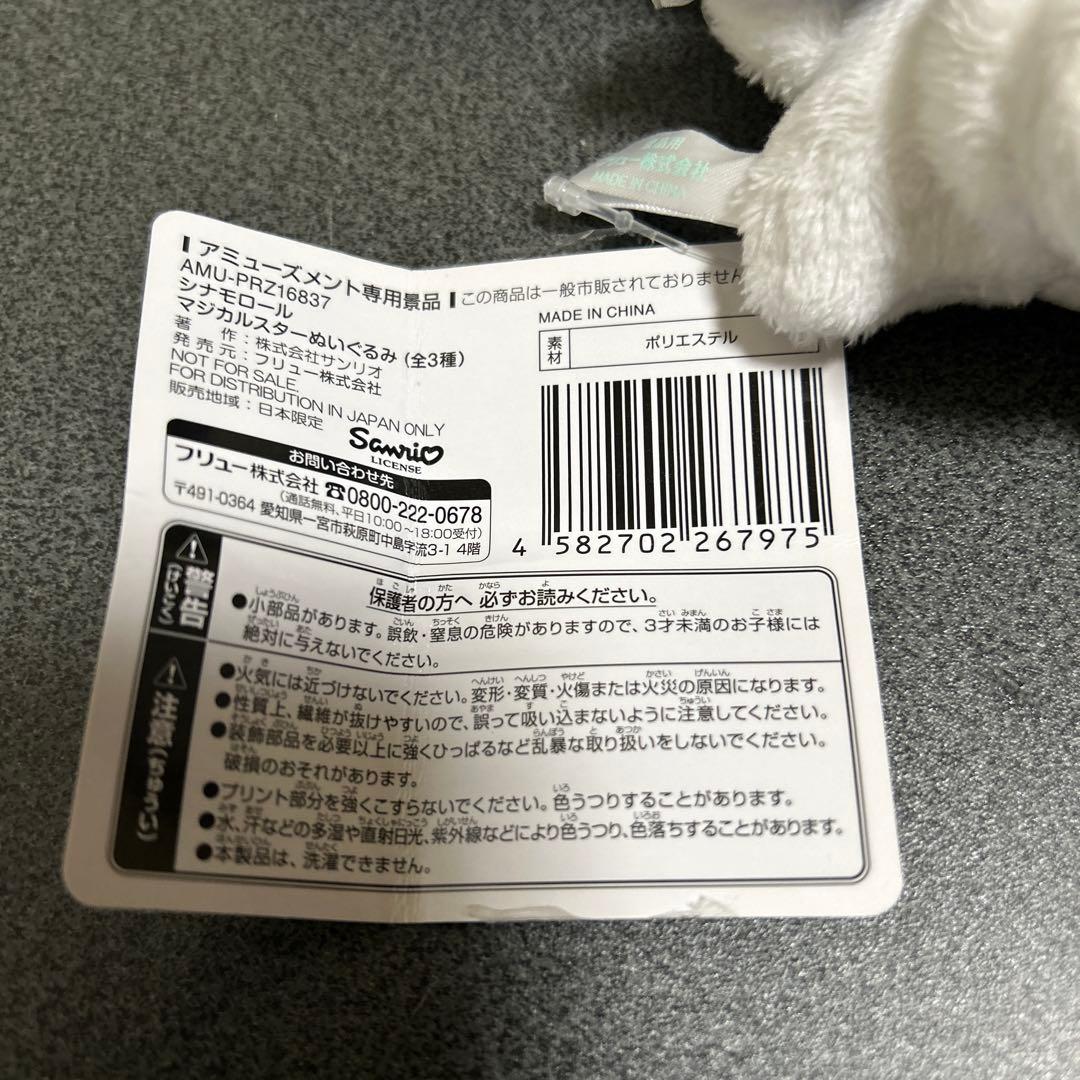 フリュー株式会社
MADE IN CHINA
アミューズメント専用景品
この商品は一般市販されておりません
AMU-PRZ16837
シナモロール
マジカルスターぬいぐるみ（全3種）
著 作：株式会社サンリオ
発売元：フリュー株式会社
NOT FOR SALE
FOR DISTRIBUTION IN JAPAN ONLY
販売地域：日本限定
Sanrio
LICENSE
お問い合わせ先
フリュー株式会社 ☎0800-222-0678
（通話無料、平日10:00～18:00受付）
〒491-0364 愛知県一宮市萩原町中島字流3-1 4階
MADE IN CHINA
素材 ポリエステル
4 582702 267975
警告
（けいこく）
保護者の方へ 必ずお読みください。
●小部品があります。誤飲・窒息の危険がありますので、3才未満のお子様には
絶対に与えないでください。
注意（ちゅうい）
●火気には近づけないでください。変形・変質・火傷または火災の原因になります。
●性質上、繊維が抜けやすいので、誤って吸い込まないように注意してください。
●装飾部品を必要以上に強くひっぱるなど乱暴な取り扱いをしないでください。
破損のおそれがあります。
●プリント部分を強くこすらないでください。色うつりすることがあります。
●水、汗などの多湿や直射日光、紫外線などにより色うつり、色落ちすることがあります。
●本製品は、洗濯できません。